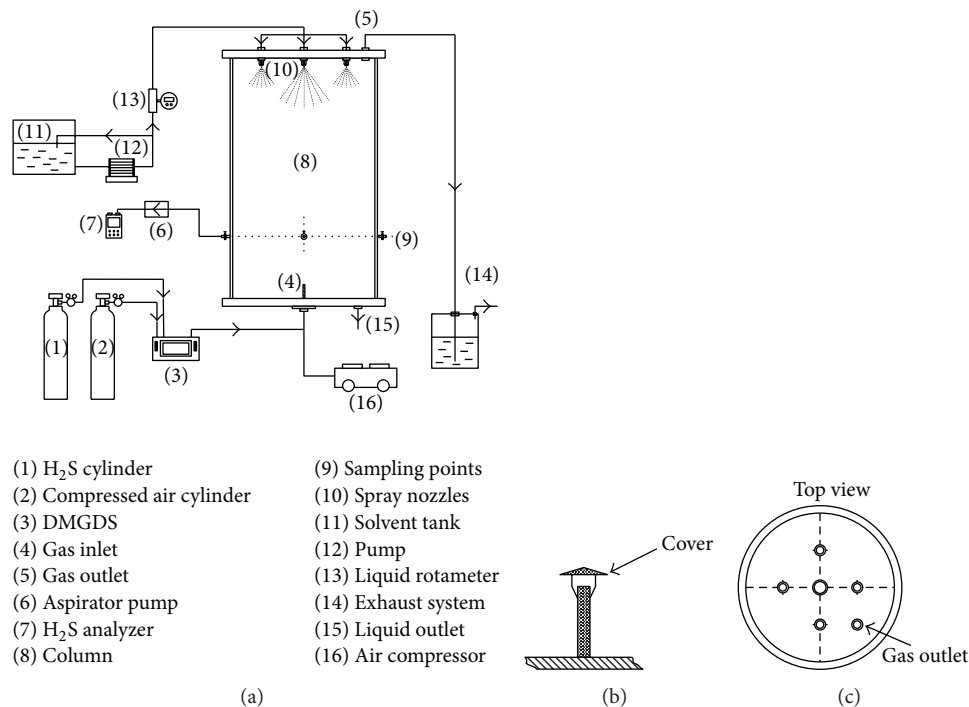 (5)
(10)
(13)
(11)
(12)
(8)
(7)
(6)
(9)
(4)
(14)
(15)
(1)
(2)
(3)
(16)
(1) H₂S cylinder
(2) Compressed air cylinder
(3) DMGDS
(4) Gas inlet
(5) Gas outlet
(6) Aspirator pump
(7) H₂S analyzer
(8) Column
(9) Sampling points
(10) Spray nozzles
(11) Solvent tank
(12) Pump
(13) Liquid rotameter
(14) Exhaust system
(15) Liquid outlet
(16) Air compressor
(a)
Cover
(b)
Top view
Gas outlet
(c)